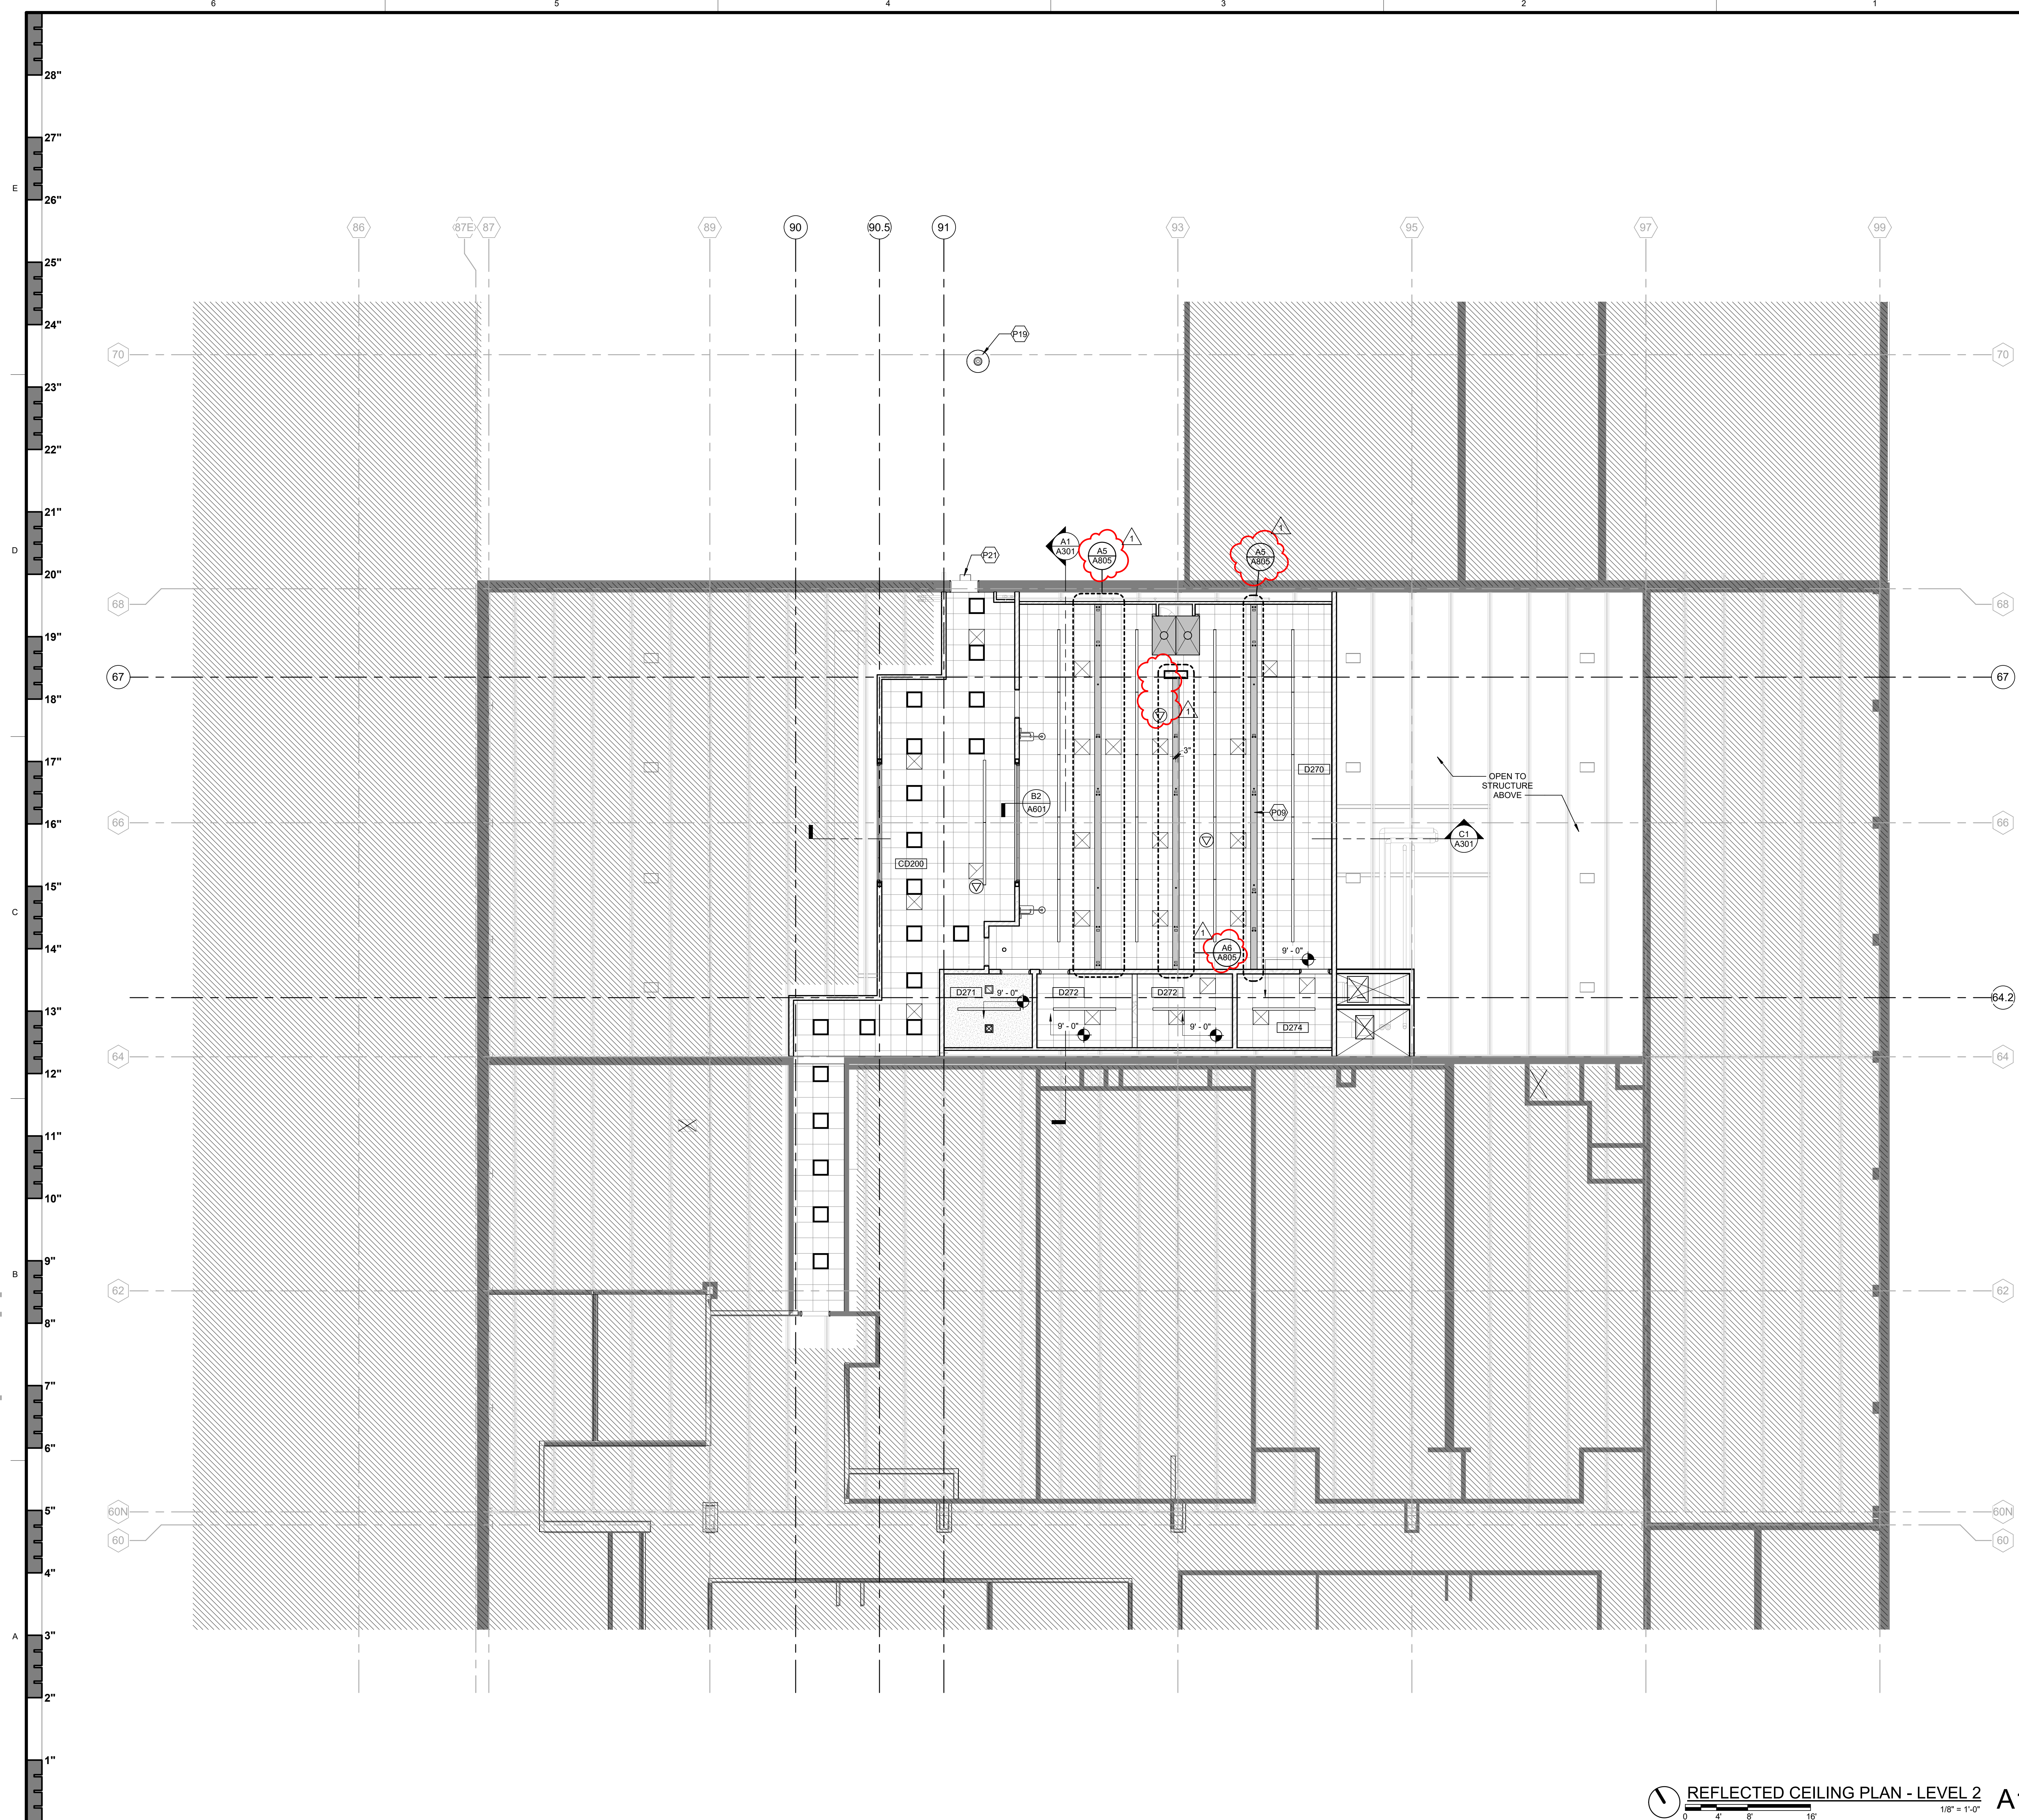 6 5 4 3 2 1
28"
27"
E
26"
86 87E 87 89 90 90.5 91 93 95 97 99
25"
24"
P19
70 70
23"
22"
21"
1 1
D
A1
A301
A5
A805
A5
A805
P21
20"
68 68
19"
67 67
18"
1
3"
17"
D270
OPEN TO
STRUCTURE
ABOVE
B2
A601
P09
16"
66 66
C1
A301
CD200
15"
C
1
14"
A6
A805
9' - 0"
D271 9' - 0" D272 D272
64.2
13"
9' - 0" 9' - 0" D274
64 64
12"
11"
10"
9"
B
62 62
8"
7"
6"
5"
60N 60N
60 60
4"
A
3"
2"
1"
REFLECTED CEILING PLAN - LEVEL 2
0 4' 8' 16'
1/8" = 1'-0"